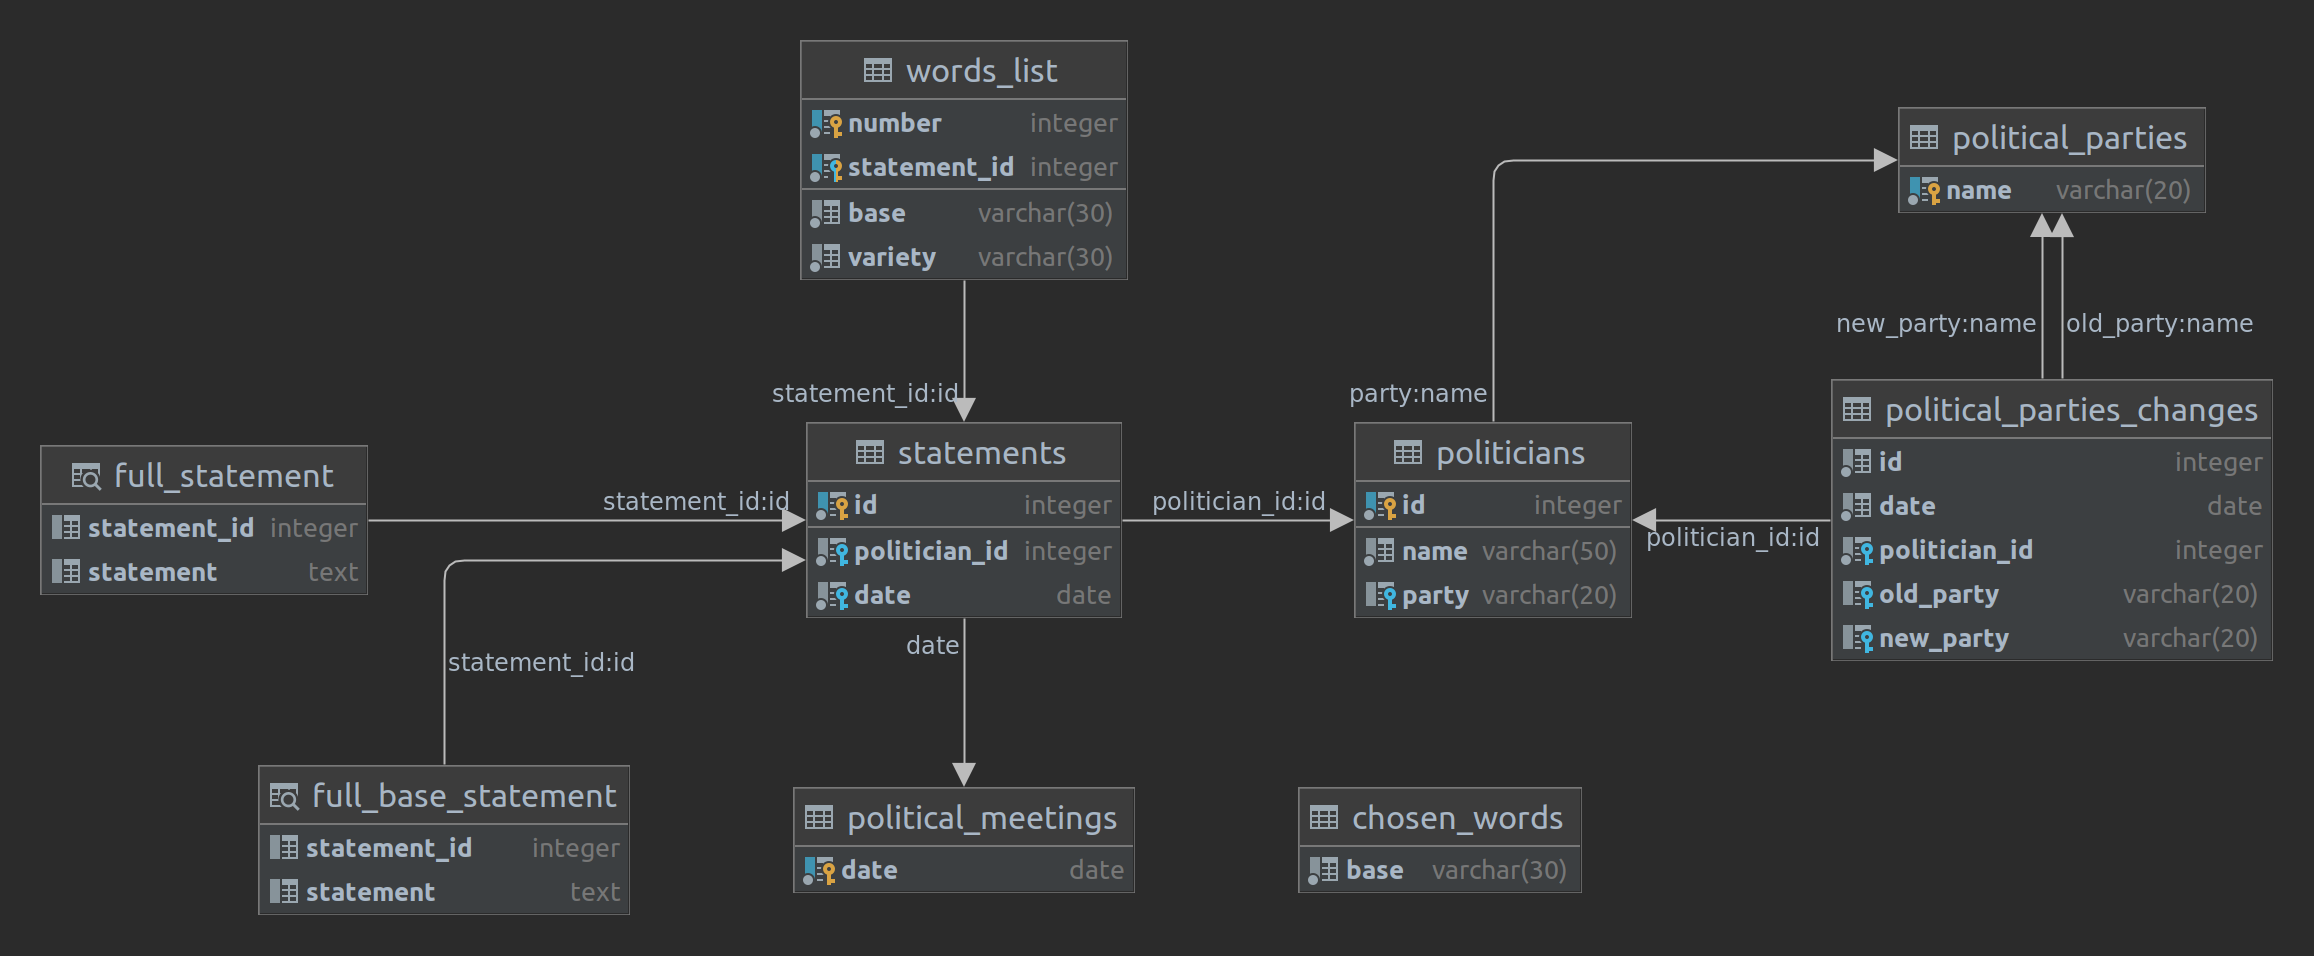 words_list
number integer
statement_id integer
base varchar(30)
variety varchar(30)
statement_id:id
political_parties
name varchar(20)
new_party:name
old_party:name
party:name
political_parties_changes
id integer
date date
politician_id integer
old_party varchar(20)
new_party varchar(20)
full_statement
statement_id integer
statement text
statement_id:id
statements
id integer
politician_id integer
date date
politician_id:id
politicians
id integer
name varchar(50)
party varchar(20)
politician_id:id
statement_id:id
date
full_base_statement
statement_id integer
statement text
political_meetings
date date
chosen_words
base varchar(30)